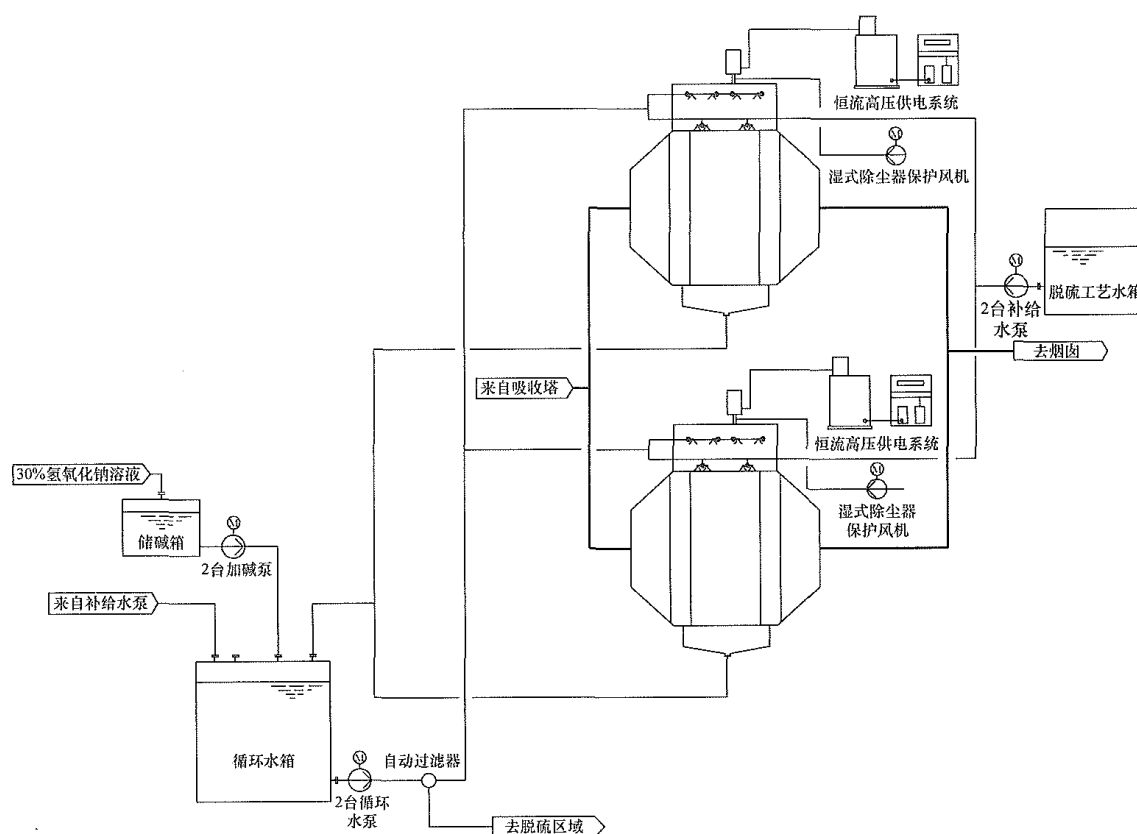 M
恒流高压供电系统
M
湿式除尘器保护风机
M
脱硫工艺水箱
2台补给
水泵
去烟囱
来自吸收塔
恒流高压供电系统
M
湿式除尘器
保护风机
30%氢氧化钠溶液
储碱箱
M
2台加碱泵
来自补给水泵
循环水箱
M
自动过滤器
2台循环
水泵
去脱硫区域